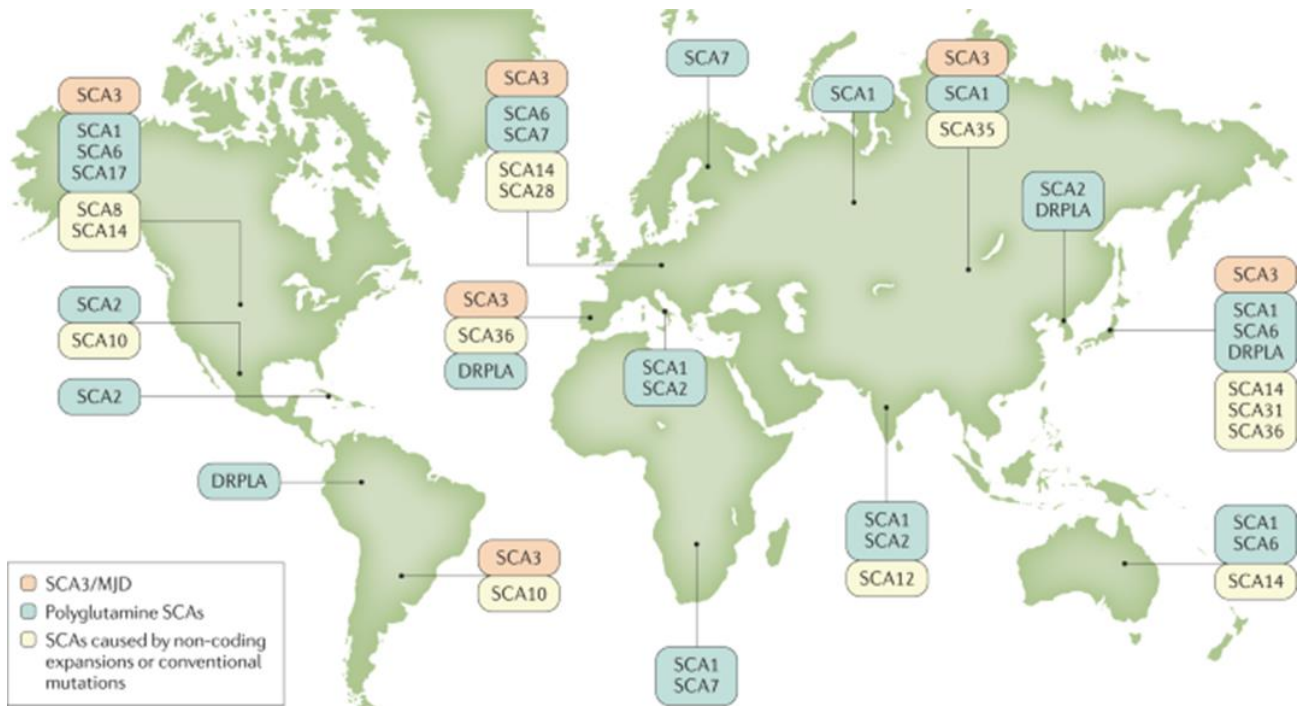 SCA3
SCA1
SCA6
SCA17
SCA8
SCA14
SCA2
SCA10
SCA2
DRPLA
SCA3
SCA10
SCA3
SCA6
SCA7
SCA14
SCA28
SCA3
SCA36
DRPLA
SCA7
SCA1
SCA2
SCA1
SCA7
SCA1
SCA3
SCA1
SCA35
SCA2
DRPLA
SCA1
SCA2
SCA12
SCA3
SCA1
SCA6
DRPLA
SCA14
SCA31
SCA36
SCA1
SCA6
SCA14
SCA3/MJD
Polyglutamine SCAs
SCAs caused by non-coding
expansions or conventional
mutations